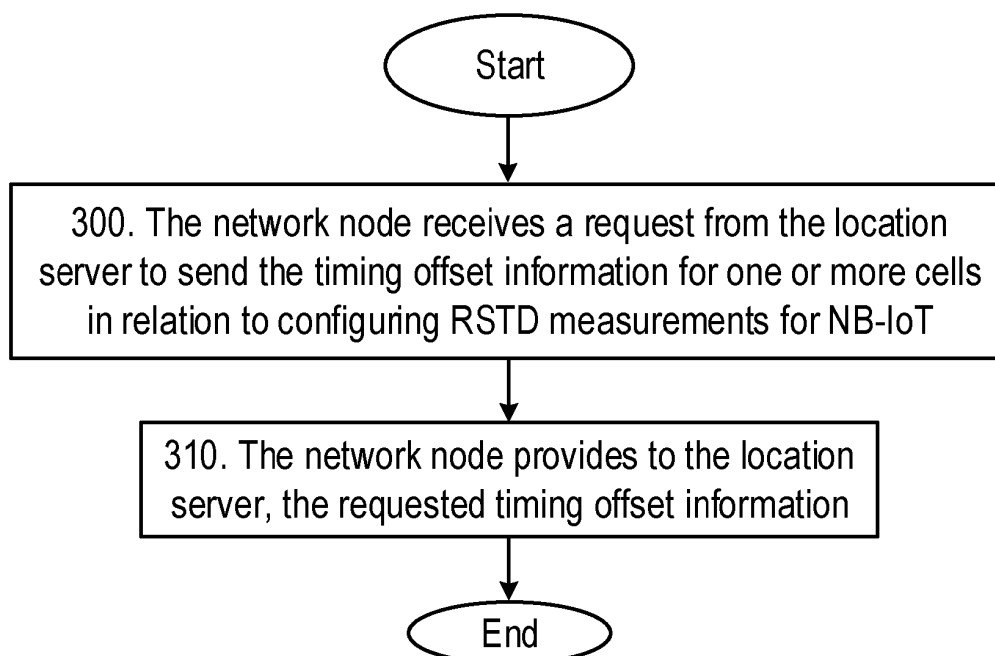 Start
300. The network node receives a request from the location
server to send the timing offset information for one or more cells
in relation to configuring RSTD measurements for NB-IoT
310. The network node provides to the location
server, the requested timing offset information
End